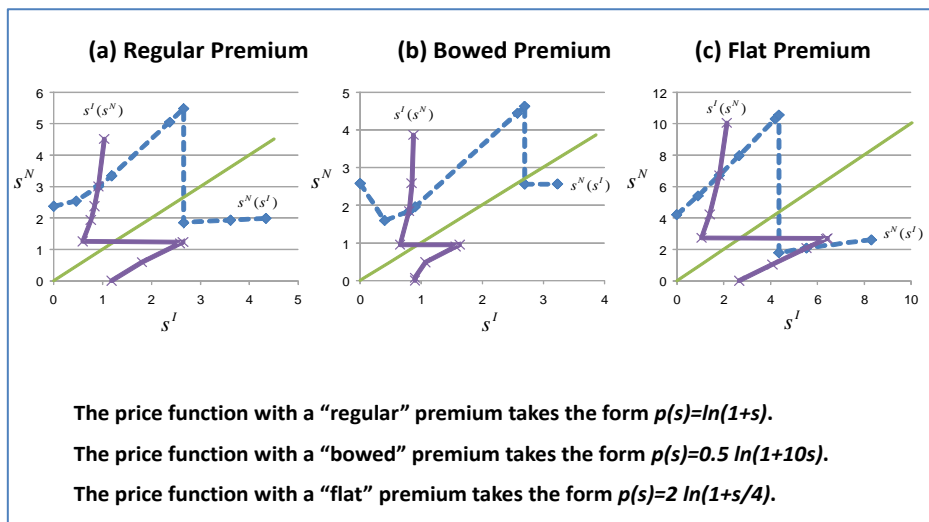 (a) Regular Premium
(b) Bowed Premium
(c) Flat Premium
6
5
4
3
2
1
0
s^N
s^I(s^N)
s^N(s^I)
0 1 2 3 4 5
s^I
5
4
3
2
1
0
s^N
s^I(s^N)
s^N(s^I)
0 1 2 3 4
s^I
12
10
8
6
4
2
0
s^N
s^I(s^N)
s^N(s^I)
0 2 4 6 8 10
s^I
The price function with a “regular” premium takes the form p(s)=ln(1+s).
The price function with a “bowed” premium takes the form p(s)=0.5 ln(1+10s).
The price function with a “flat” premium takes the form p(s)=2 ln(1+s/4).